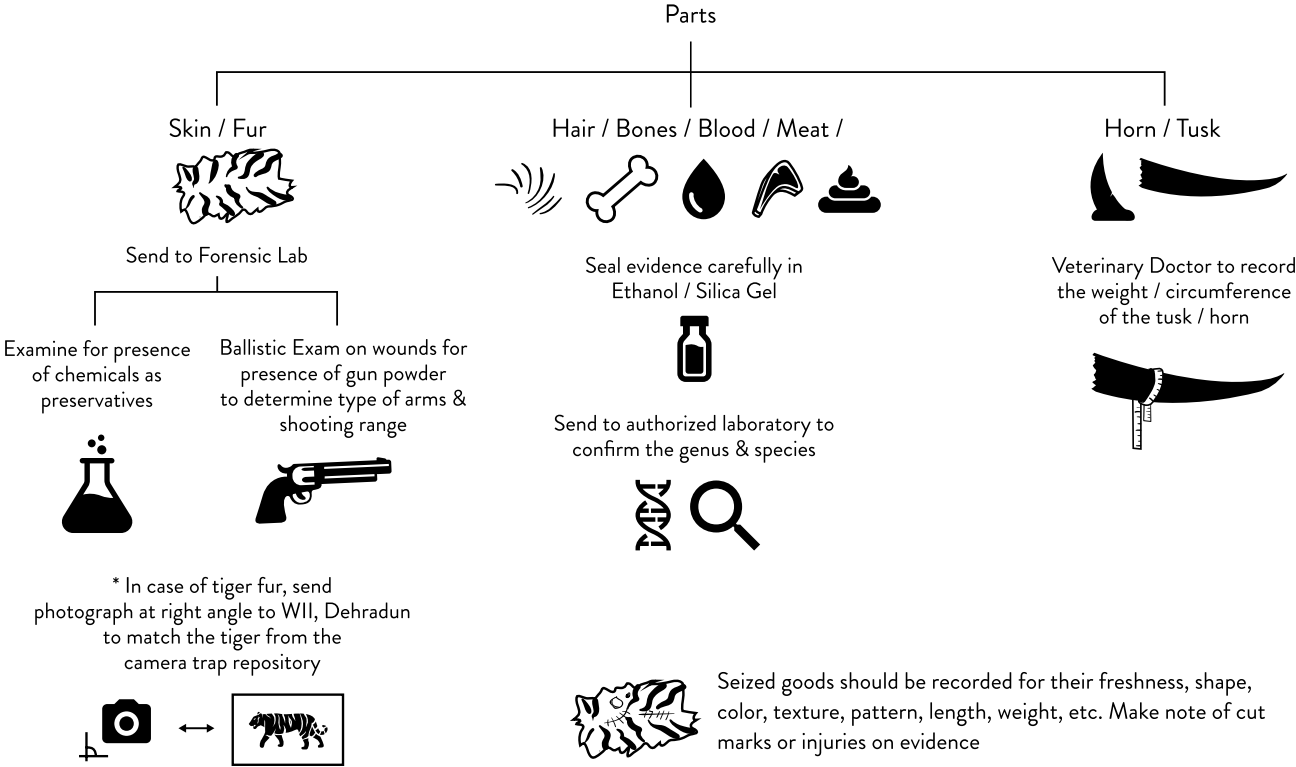 Parts
Skin / Fur
Send to Forensic Lab
Examine for presence
of chemicals as
preservatives
Ballistic Exam on wounds for
presence of gun powder
to determine type of arms &
shooting range
* In case of tiger fur, send
photograph at right angle to WII, Dehradun
to match the tiger from the
camera trap repository
Hair / Bones / Blood / Meat /
Seal evidence carefully in
Ethanol / Silica Gel
Send to authorized laboratory to
confirm the genus & species
Horn / Tusk
Veterinary Doctor to record
the weight / circumference
of the tusk / horn
Seized goods should be recorded for their freshness, shape,
color, texture, pattern, length, weight, etc. Make note of cut
marks or injuries on evidence